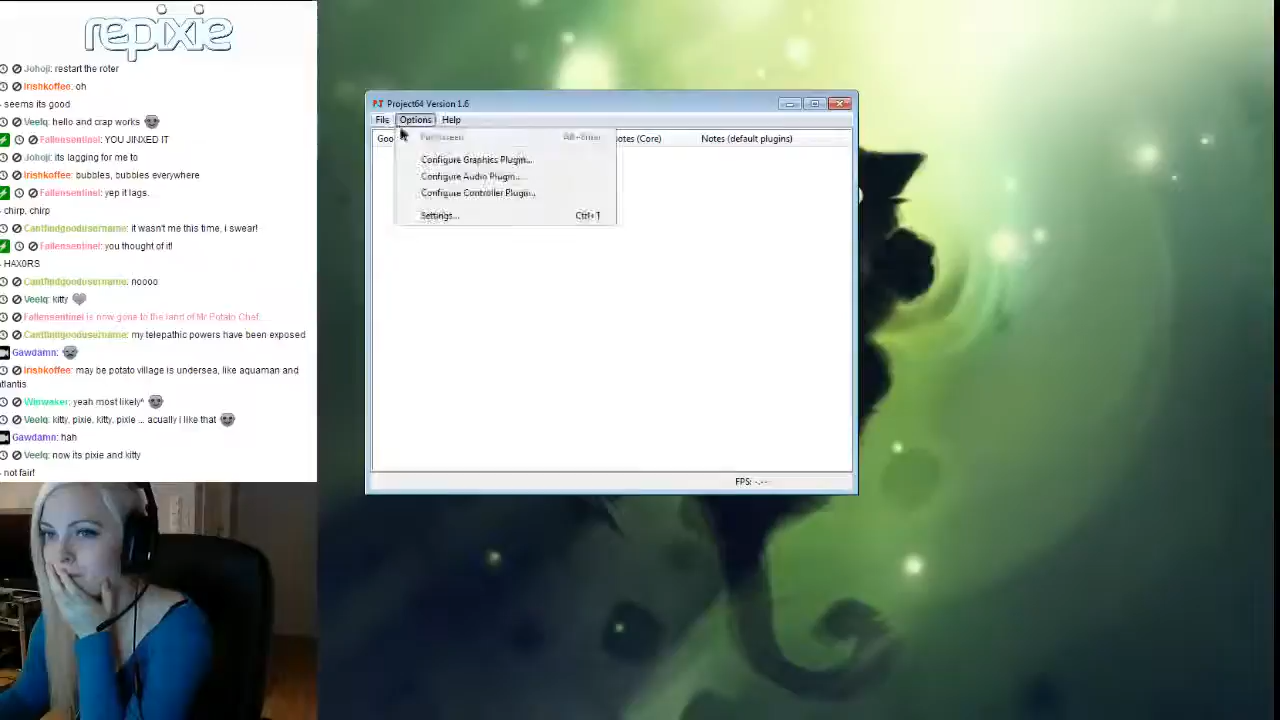 repixie
Johoji: restart the roter
Irishkoffee: oh
seems its good
Veelq: hello and crap works
Fallensentinel: YOU JINXED IT
Johoji: its lagging for me to
Irishkoffee: bubbles, bubbles everywhere
Fallensentinel: yep it lags.
chirp, chirp
Cantfindgoodusername: it wasn't me this time, i swear!
Fallensentinel: you thought of it!
HAX0RS
Cantfindgoodusername: noooo
Veelq: kitty
Fallensentinel is now gone to the land of Mr Potato Chef.
Cantfindgoodusername: my telepathic powers have been exposed
Gawdamn:
Irishkoffee: may be potato village is undersea, like aquaman and
atlantis
Winwaker: yeah most likely^
Veelq: kitty, pixie, kitty, pixie ... acually i like that
Gawdamn: hah
Veelq: now its pixie and kitty
not fair!
Project64 Version 1.6
File Options Help
Goo
Notes (Core) Notes (default plugins)
Fullscreen Alt+Enter
Configure Graphics Plugin...
Configure Audio Plugin...
Configure Controller Plugin...
Settings... Ctrl+T
FPS: -.--